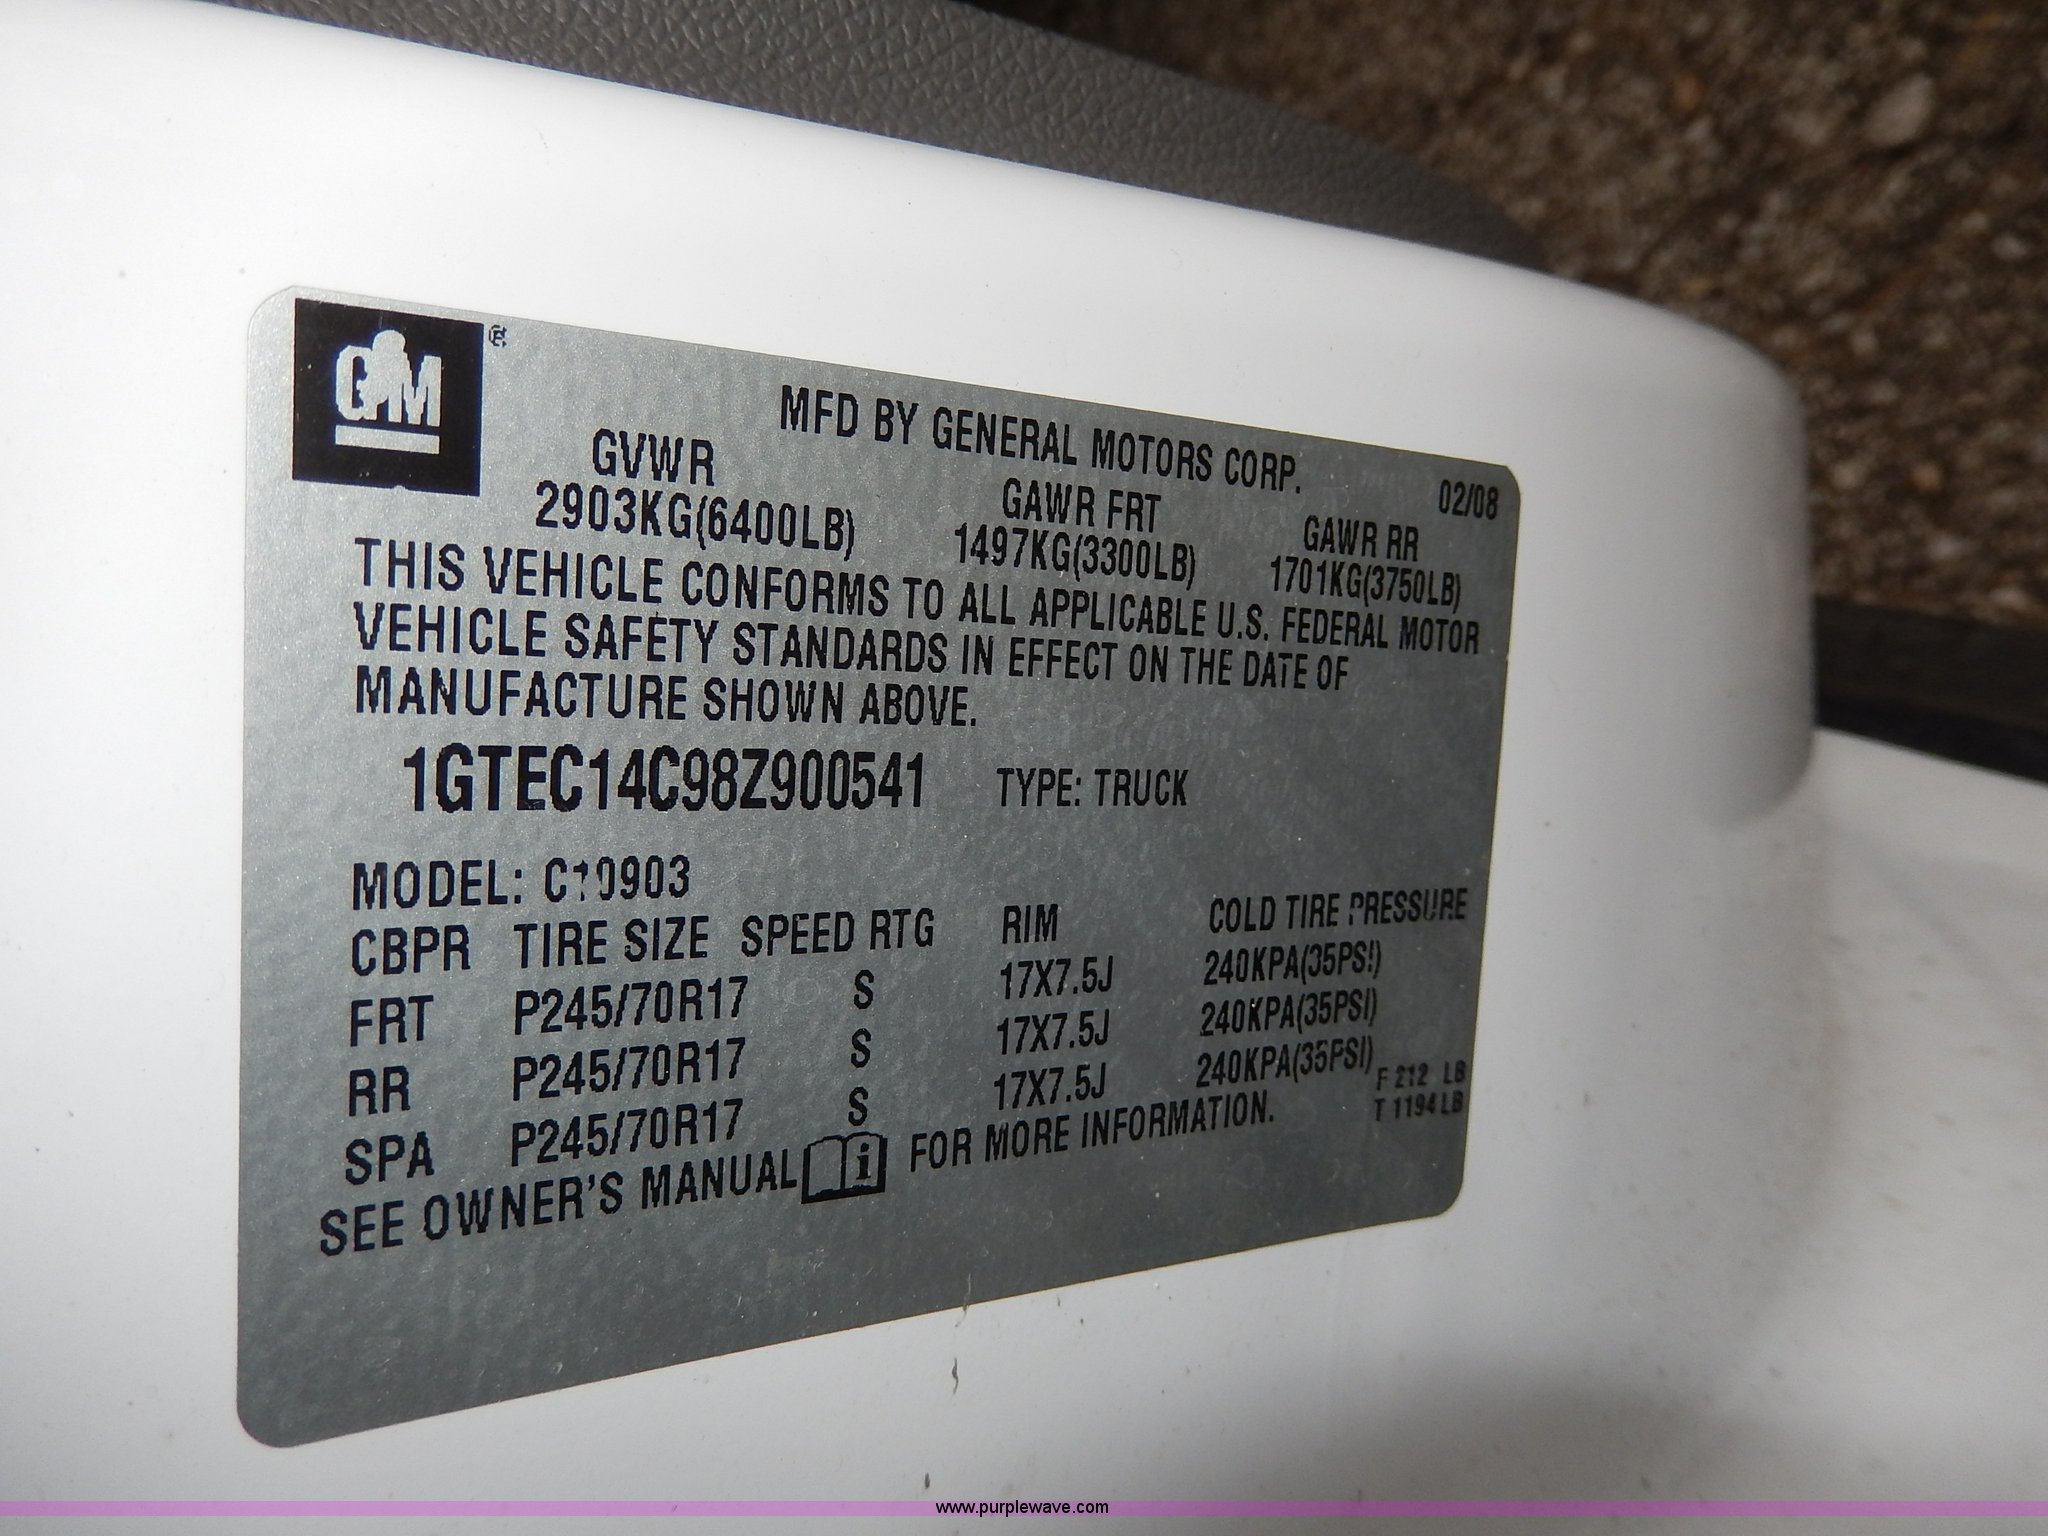 GM
MFD BY GENERAL MOTORS CORP.
02/08
GVWR GAWR FRT GAWR RR
2903KG(6400LB) 1497KG(3300LB) 1701KG(3750LB)
THIS VEHICLE CONFORMS TO ALL APPLICABLE U.S. FEDERAL MOTOR
VEHICLE SAFETY STANDARDS IN EFFECT ON THE DATE OF
MANUFACTURE SHOWN ABOVE.
1GTEC14C98Z900541 TYPE: TRUCK
MODEL: C10903
CBPR TIRE SIZE SPEED RTG RIM COLD TIRE PRESSURE
FRT P245/70R17 S 17X7.5J 240KPA(35PSI)
RR P245/70R17 S 17X7.5J 240KPA(35PSI)
SPA P245/70R17 S 17X7.5J 240KPA(35PSI)
F 212 LB
T 1194 LB
SEE OWNER'S MANUAL i FOR MORE INFORMATION.
www.purplewave.com